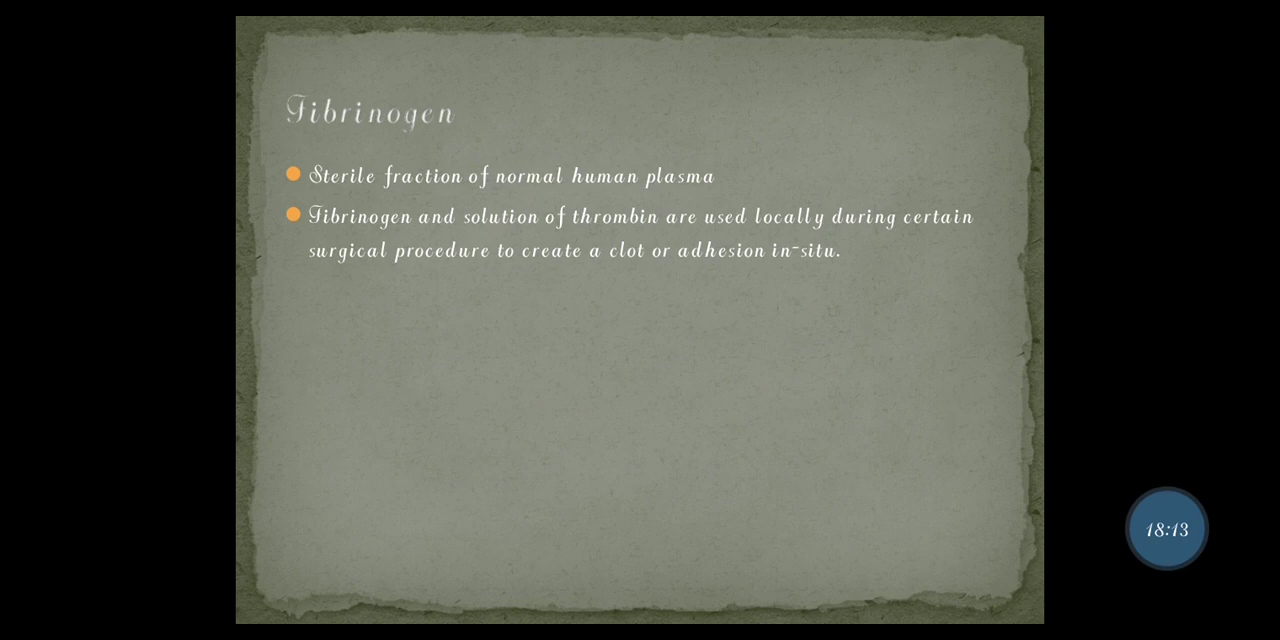 Fibrinogen
Sterile fraction of normal human plasma
Fibrinogen and solution of thrombin are used locally during certain
surgical procedure to create a clot or adhesion in-situ.
18:13